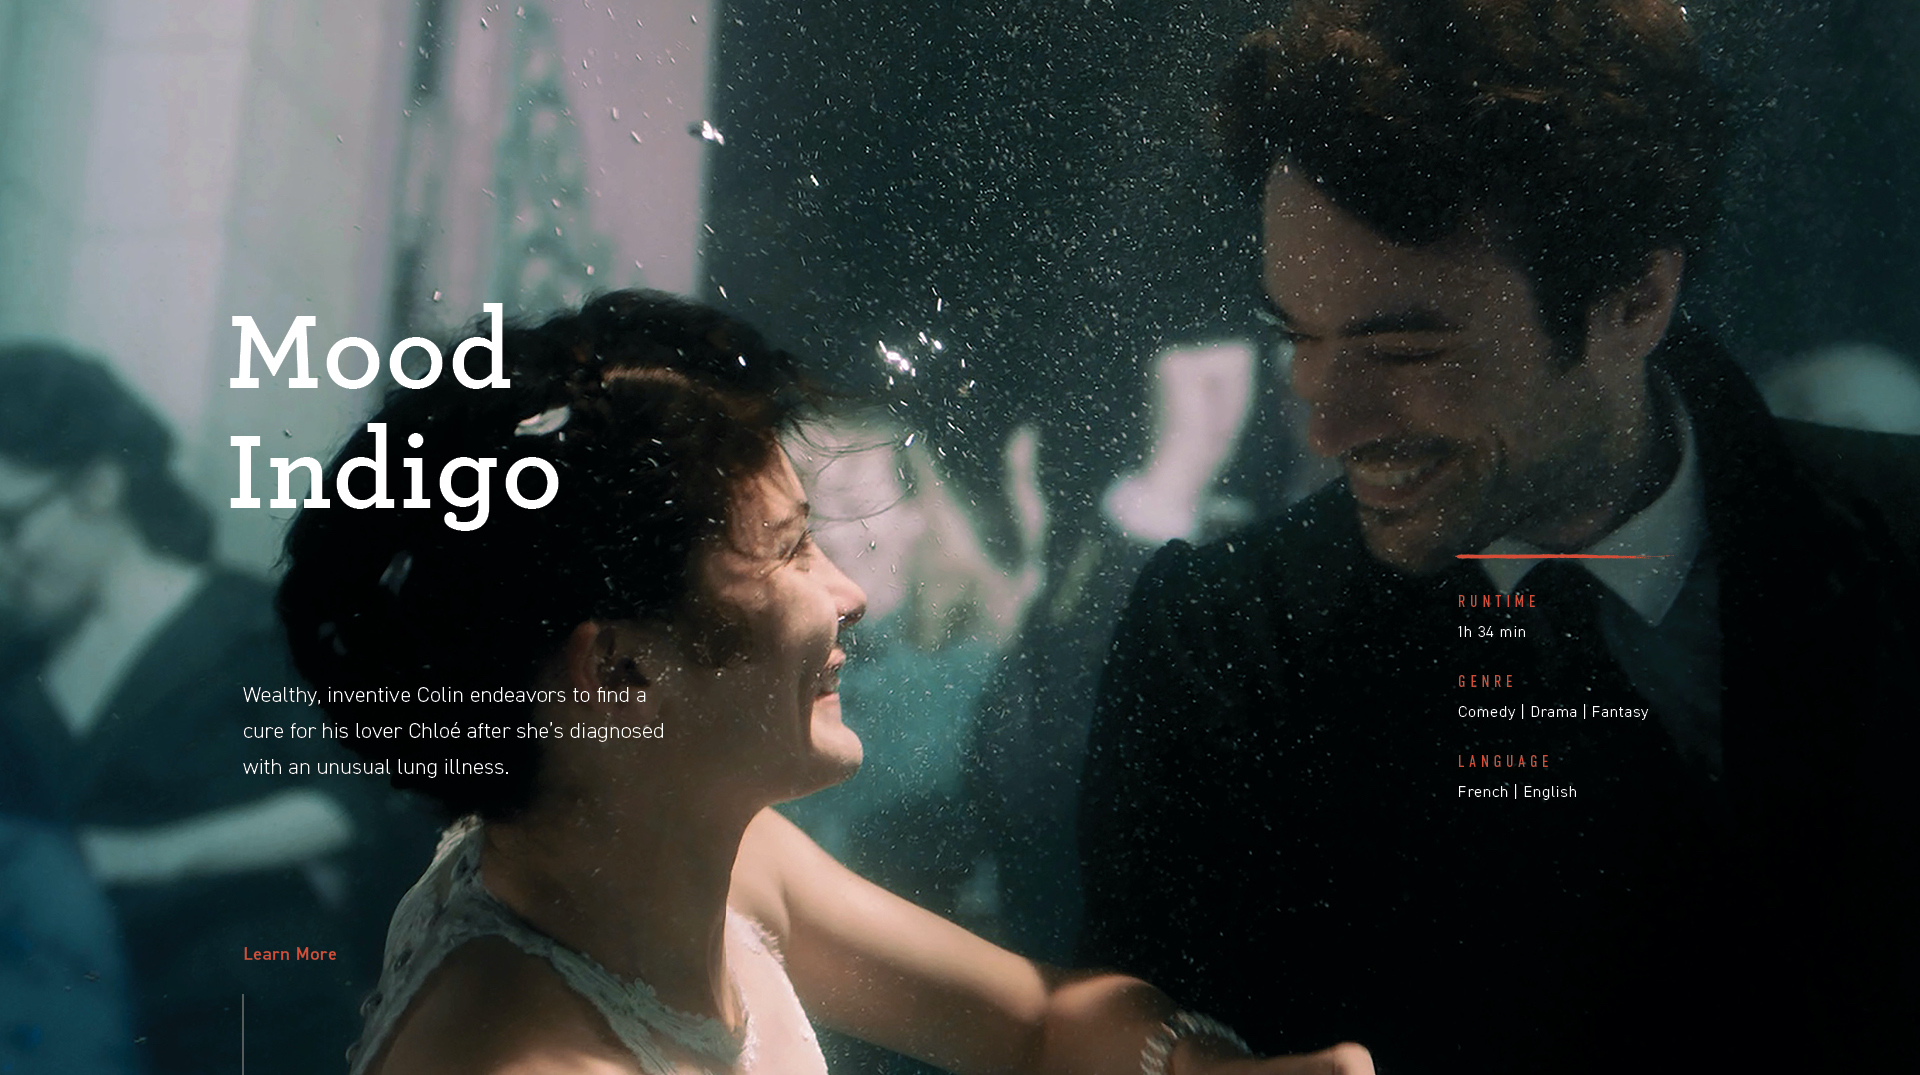 Mood
Indigo
Wealthy, inventive Colin endeavors to find a
cure for his lover Chloé after she's diagnosed
with an unusual lung illness.
Learn More
RUNTIME
1h 34 min
GENRE
Comedy | Drama | Fantasy
LANGUAGE
French | English